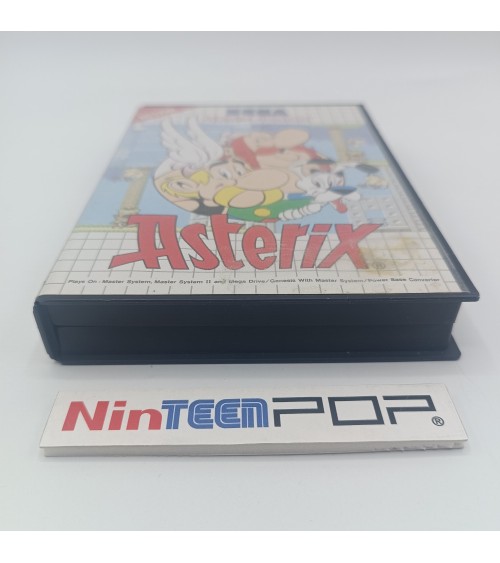 SEGA
Asterix
Plays On: Master System, Master System II and Mega Drive/Genesis With Master System/Power Base Converter
NinTEENPOP®